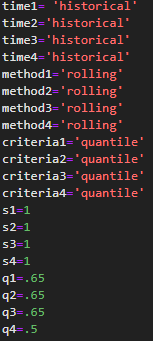 time1= 'historical'
time2='historical'
time3='historical'
time4='historical'
method1='rolling'
method2='rolling'
method3='rolling'
method4='rolling'
criteria1='quantile'
criteria2='quantile'
criteria3='quantile'
criteria4='quantile'
s1=1
s2=1
s3=1
s4=1
q1=.65
q2=.65
q3=.65
q4=.5